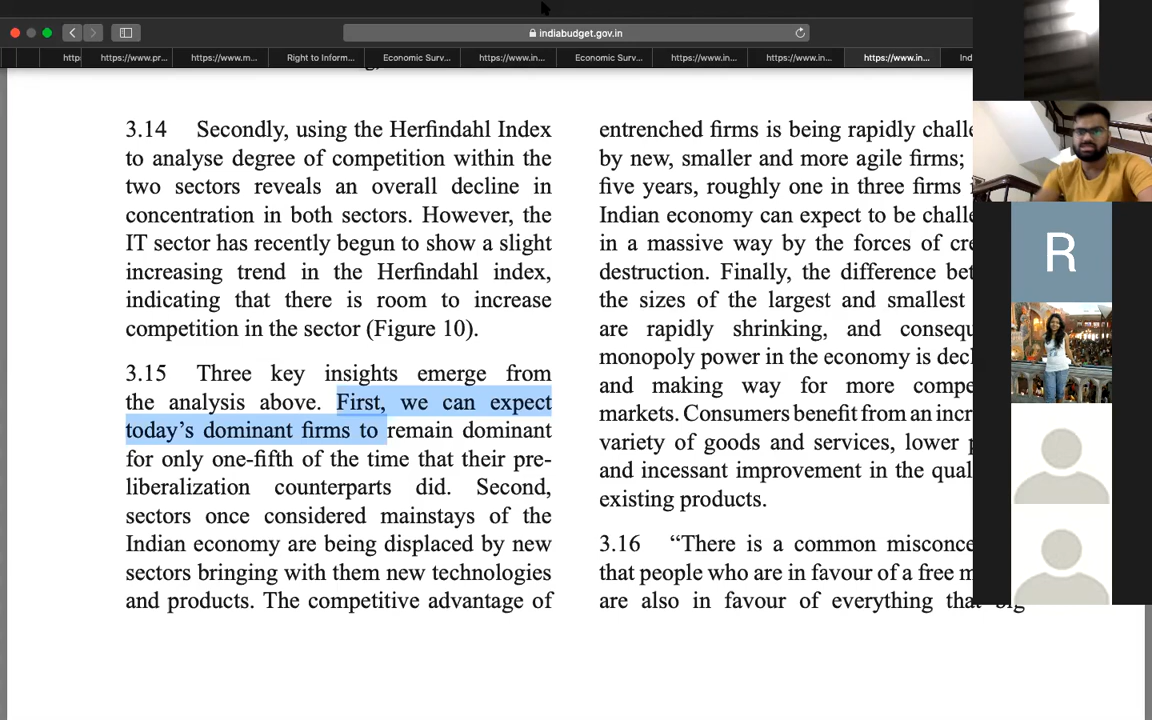 indiabudget.gov.in
http
https://www.pr...
https://www.m...
Right to Inform...
Economic Surv...
https://www.in...
Economic Surv...
https://www.in...
https://www.in...
https://www.in...
Ind
3.14 Secondly, using the Herfindahl Index
to analyse degree of competition within the
two sectors reveals an overall decline in
concentration in both sectors. However, the
IT sector has recently begun to show a slight
increasing trend in the Herfindahl index,
indicating that there is room to increase
competition in the sector (Figure 10).
3.15 Three key insights emerge from
the analysis above. First, we can expect
today’s dominant firms to remain dominant
for only one-fifth of the time that their pre-
liberalization counterparts did. Second,
sectors once considered mainstays of the
Indian economy are being displaced by new
sectors bringing with them new technologies
and products. The competitive advantage of
entrenched firms is being rapidly challe
by new, smaller and more agile firms;
five years, roughly one in three firms
Indian economy can expect to be challe
in a massive way by the forces of cre
destruction. Finally, the difference bet
the sizes of the largest and smallest
are rapidly shrinking, and consequ
monopoly power in the economy is decl
and making way for more compe
markets. Consumers benefit from an incr
variety of goods and services, lower p
and incessant improvement in the qual
existing products.
3.16 “There is a common misconce
that people who are in favour of a free m
are also in favour of everything that big
R